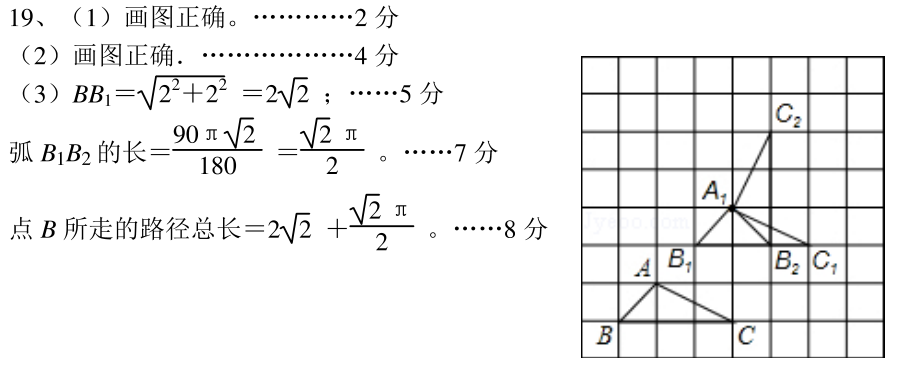 19、（1）画图正确。…………2 分
（2）画图正确．………………4 分
（3）BB₁＝√(2²＋2²) ＝2√2 ；……5 分
弧 B₁B₂ 的长＝90π√2/180 ＝√2π/2 。……7 分
点 B 所走的路径总长＝2√2 ＋√2π/2 。……8 分
C₂
A₁
B₁
B₂
C₁
A
B
C